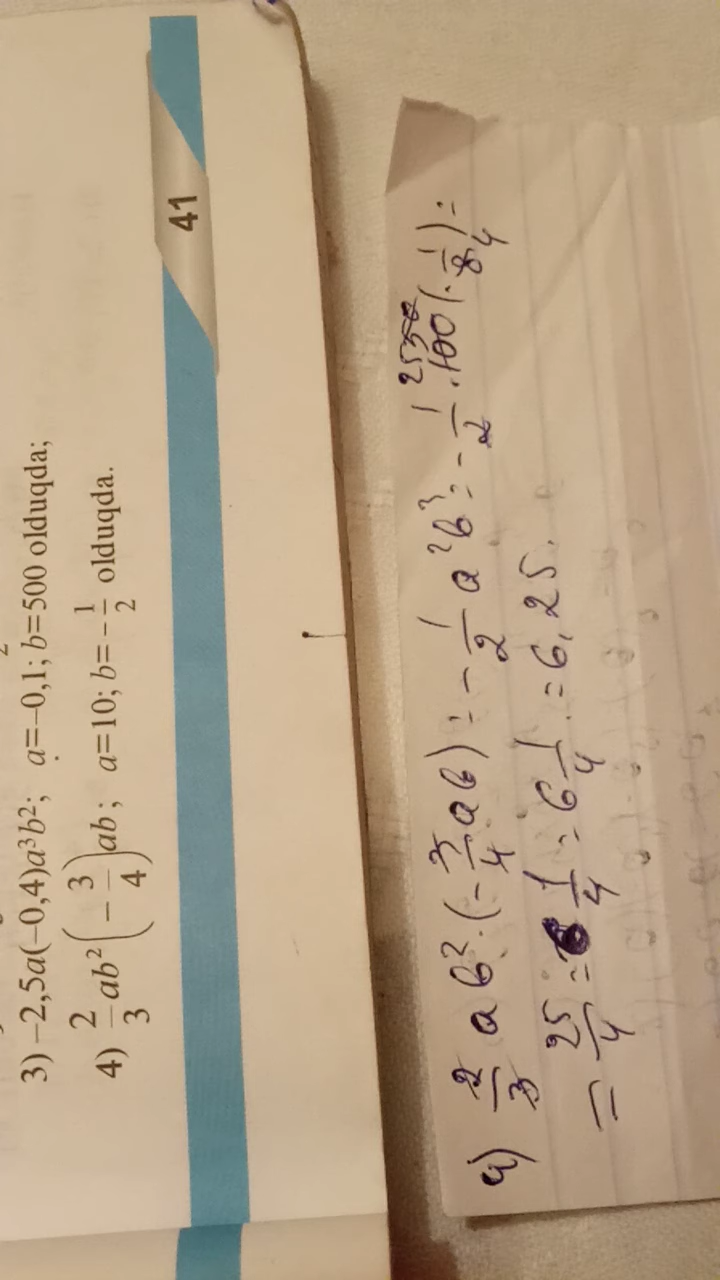 3) –2,5a(–0,4)a³b²; a=–0,1; b=500 olduqda;
4) 2/3 ab² (– 3/4) ab; a=10; b=– 1/2 olduqda.
41
4) 2/3 ab² · (- 3/4 ab) = - 1/2 a²b³ = - 1/2 · 100 (- 1/8) =
= 25/4 = 6 1/4 = 6 1/4 = 6,25.